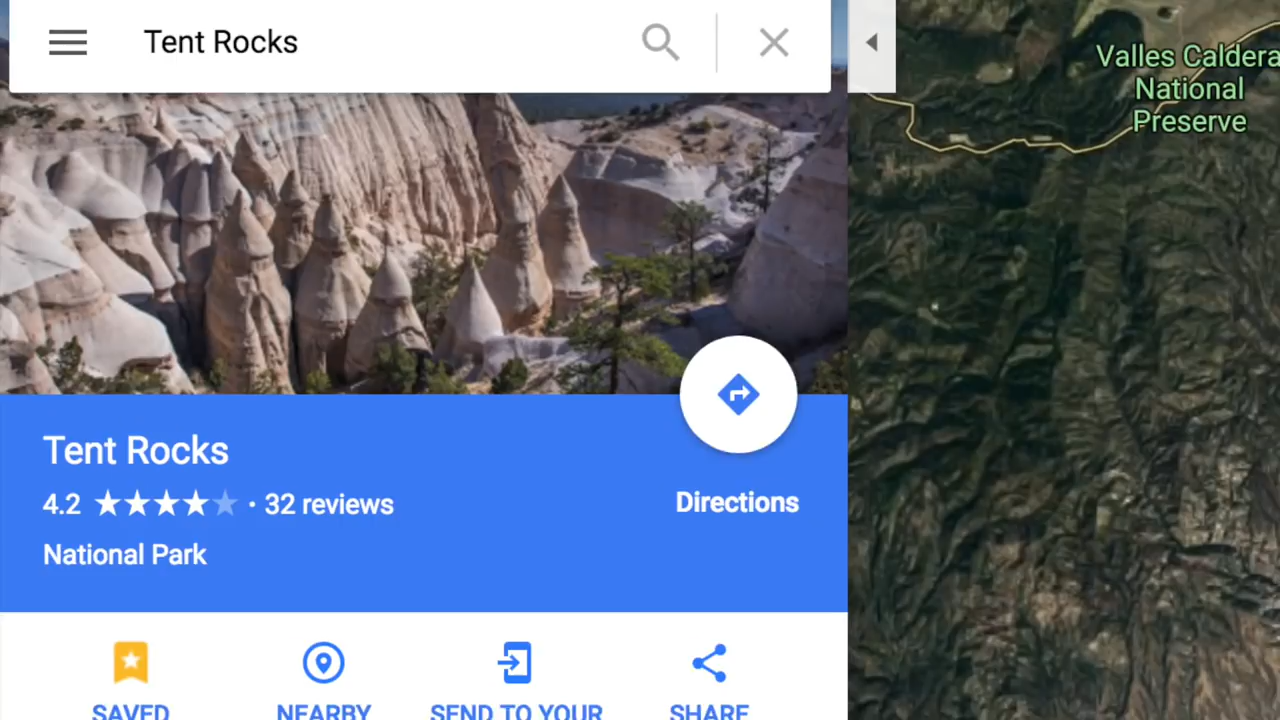 Tent Rocks
Valles Caldera
National
Preserve
Tent Rocks
4.2 ★★★★★ · 32 reviews
Directions
National Park
SAVED
NEARBY
SEND TO YOUR
SHARE